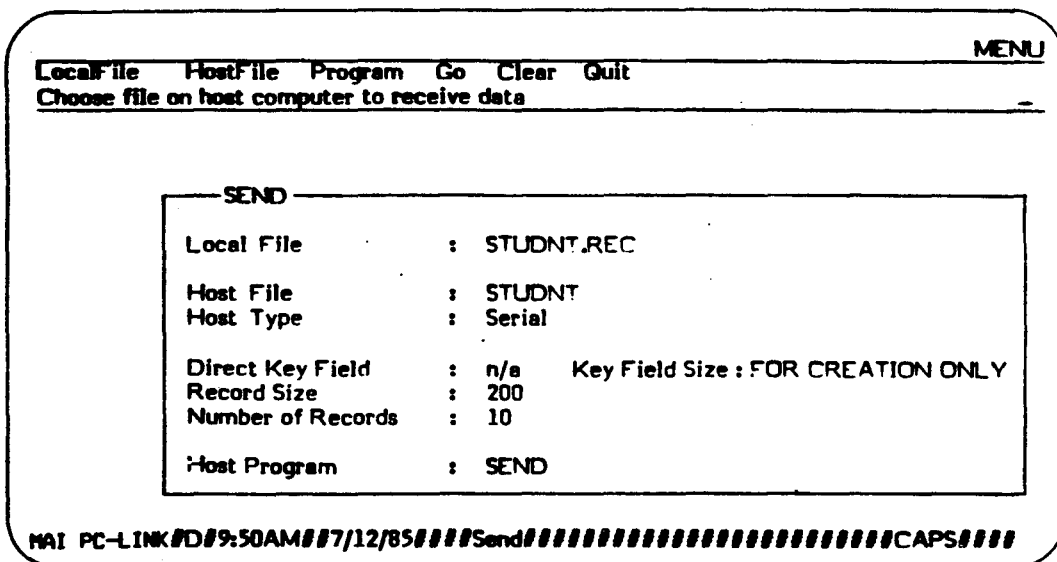 MENU
LocalFile HostFile Program Go Clear Quit
Choose file on host computer to receive data
SEND
Local File : STUDNT.REC
Host File : STUDNT
Host Type : Serial
Direct Key Field : n/a Key Field Size : FOR CREATION ONLY
Record Size : 200
Number of Records : 10
Host Program : SEND
MAI PC-LINK#D#9:50AM##7/12/85####Send#########################CAPS####